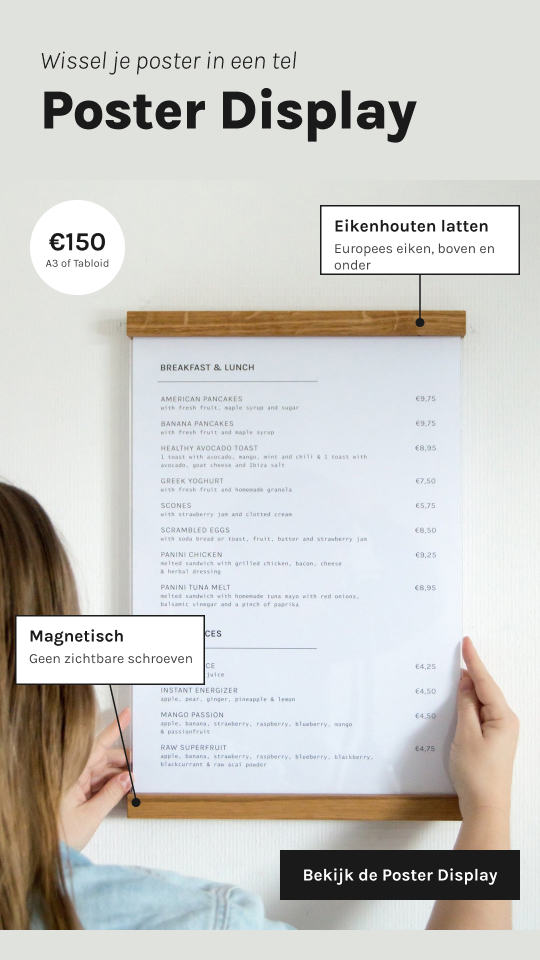 Wissel je poster in een tel
Poster Display
€150
A3 of Tabloid
Eikenhouten latten
Europees eiken, boven en
onder
BREAKFAST & LUNCH
AMERICAN PANCAKES €9,75
with fresh fruit, maple syrup and sugar
BANANA PANCAKES €9,75
with fresh fruit and maple syrup
HEALTHY AVOCADO TOAST €8,95
1 toast with avocado, mango, mint and chili & 1 toast with
avocado, goat cheese and Ibiza salt
GREEK YOGHURT €7,50
with fresh fruit and homemade granola
SCONES €5,75
with strawberry jam and clotted cream
SCRAMBLED EGGS €8,50
with soda bread or toast, fruit, butter and strawberry jam
PANINI CHICKEN €9,25
melted sandwich with grilled chicken, bacon, cheese
& herbal dressing
PANINI TUNA MELT €8,95
melted sandwich with homemade tuna mayo with red onions,
balsamic vinegar and a pinch of paprika
Magnetisch
Geen zichtbare schroeven
€4,25
juice
INSTANT ENERGIZER €4,50
apple, banana, ginger, pineapple & lemon
MANGO PASSION €4,50
apple, banana, strawberry, raspberry, blueberry, mango
& passionfruit
RAW SUPERFRUIT €4,75
apple, banana, strawberry, raspberry, blueberry, blackberry,
blackcurrant & raw acai powder
Bekijk de Poster Display